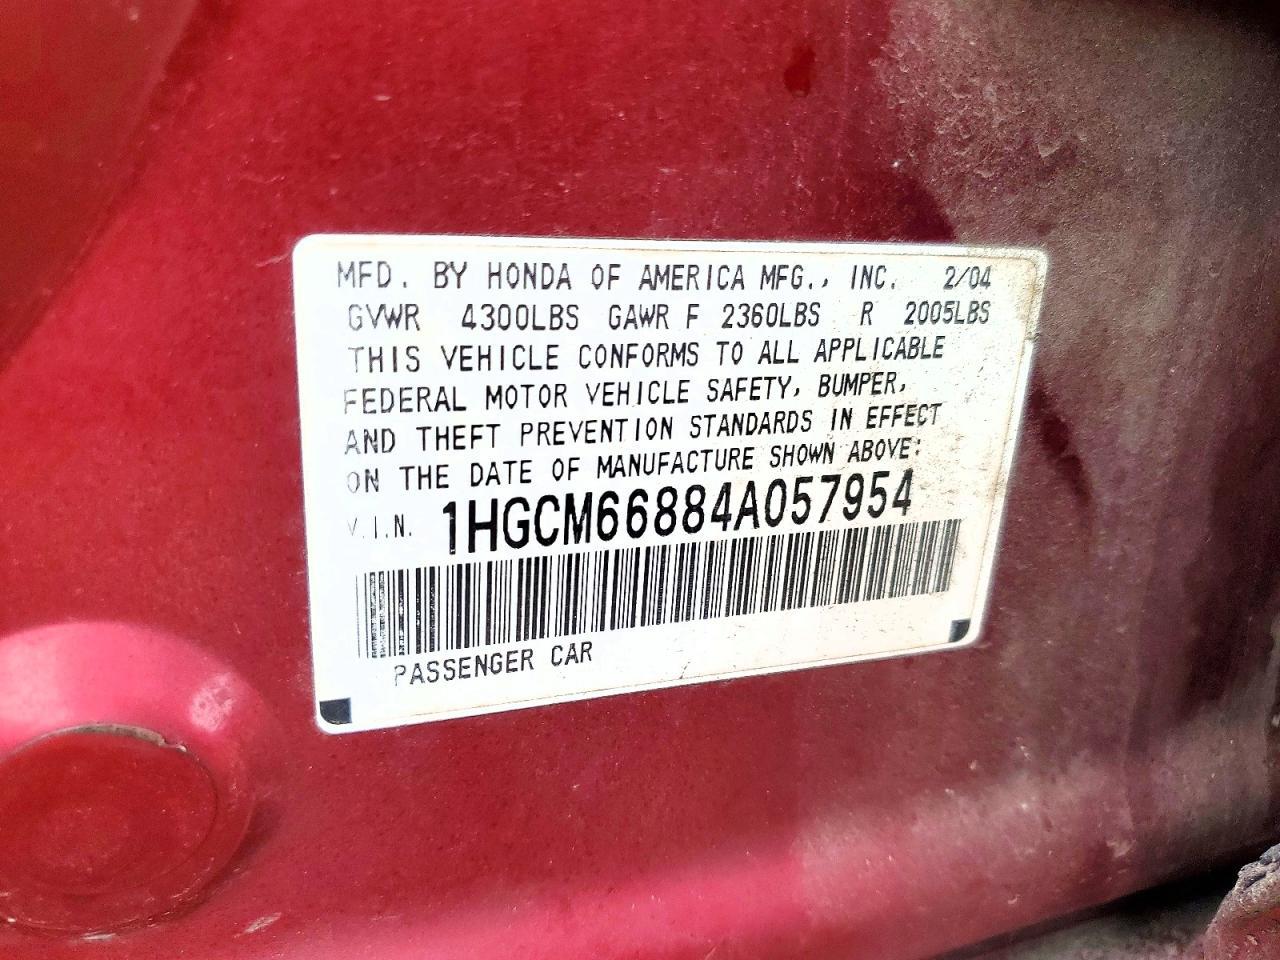 MFD. BY HONDA OF AMERICA MFG., INC. 2/04
GVWR 4300LBS GAWR F 2360LBS R 2005LBS
THIS VEHICLE CONFORMS TO ALL APPLICABLE
FEDERAL MOTOR VEHICLE SAFETY, BUMPER,
AND THEFT PREVENTION STANDARDS IN EFFECT
ON THE DATE OF MANUFACTURE SHOWN ABOVE:
V.I.N. 1HGCM66884A057954
PASSENGER CAR